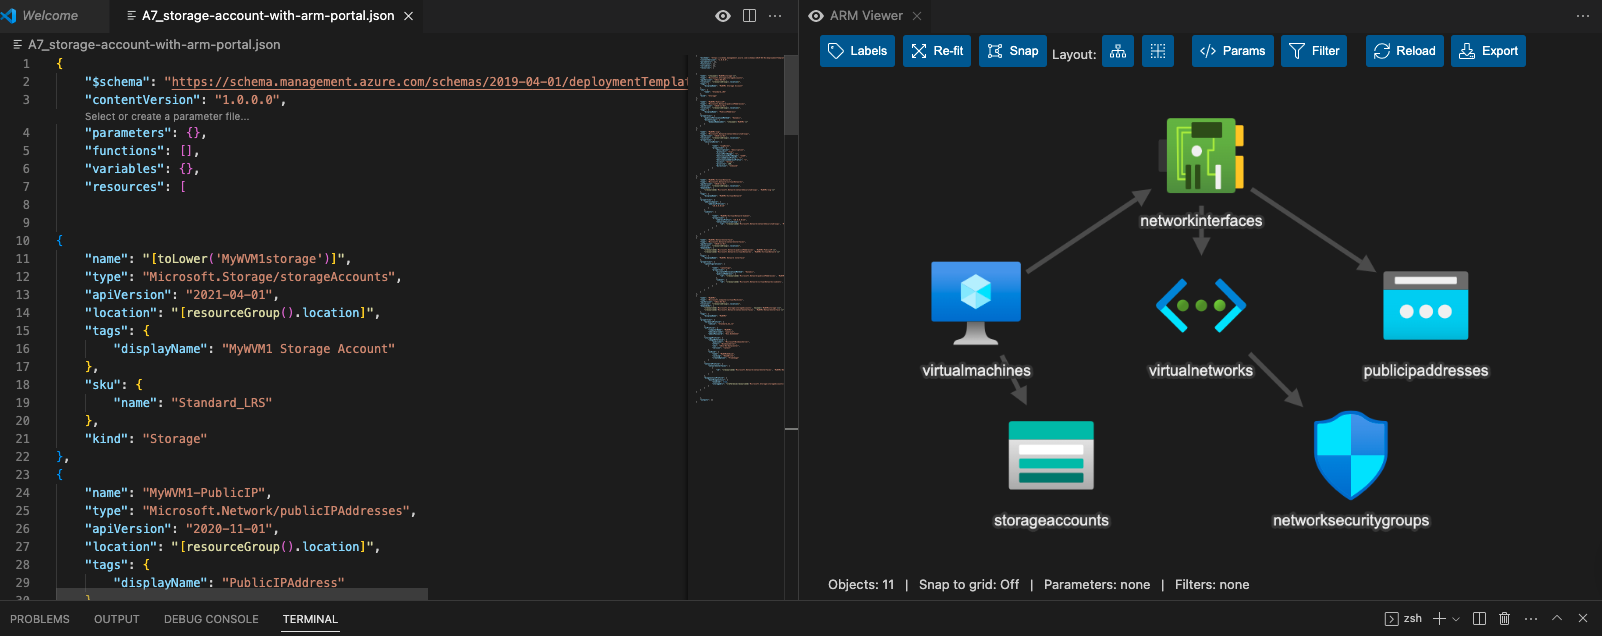 Welcome
A7_storage-account-with-arm-portal.json
ARM Viewer
A7_storage-account-with-arm-portal.json
Labels
Re-fit
Snap
Layout:
Params
Filter
Reload
Export
1 {
2 "$schema": "https://schema.management.azure.com/schemas/2019-04-01/deploymentTempla
3 "contentVersion": "1.0.0.0",
Select or create a parameter file...
4 "parameters": {},
5 "functions": [],
6 "variables": {},
7 "resources": [
8
9
10 {
11 "name": "[toLower('MyWVM1storage')]",
12 "type": "Microsoft.Storage/storageAccounts",
13 "apiVersion": "2021-04-01",
14 "location": "[resourceGroup().location]",
15 "tags": {
16 "displayName": "MyWVM1 Storage Account"
17 },
18 "sku": {
19 "name": "Standard_LRS"
20 },
21 "kind": "Storage"
22 },
23 {
24 "name": "MyWVM1-PublicIP",
25 "type": "Microsoft.Network/publicIPAddresses",
26 "apiVersion": "2020-11-01",
27 "location": "[resourceGroup().location]",
28 "tags": {
29 "displayName": "PublicIPAddress"
30 }
networkinterfaces
virtualmachines
virtualnetworks
publicipaddresses
storageaccounts
networksecuritygroups
Objects: 11 | Snap to grid: Off | Parameters: none | Filters: none
PROBLEMS OUTPUT DEBUG CONSOLE TERMINAL
zsh